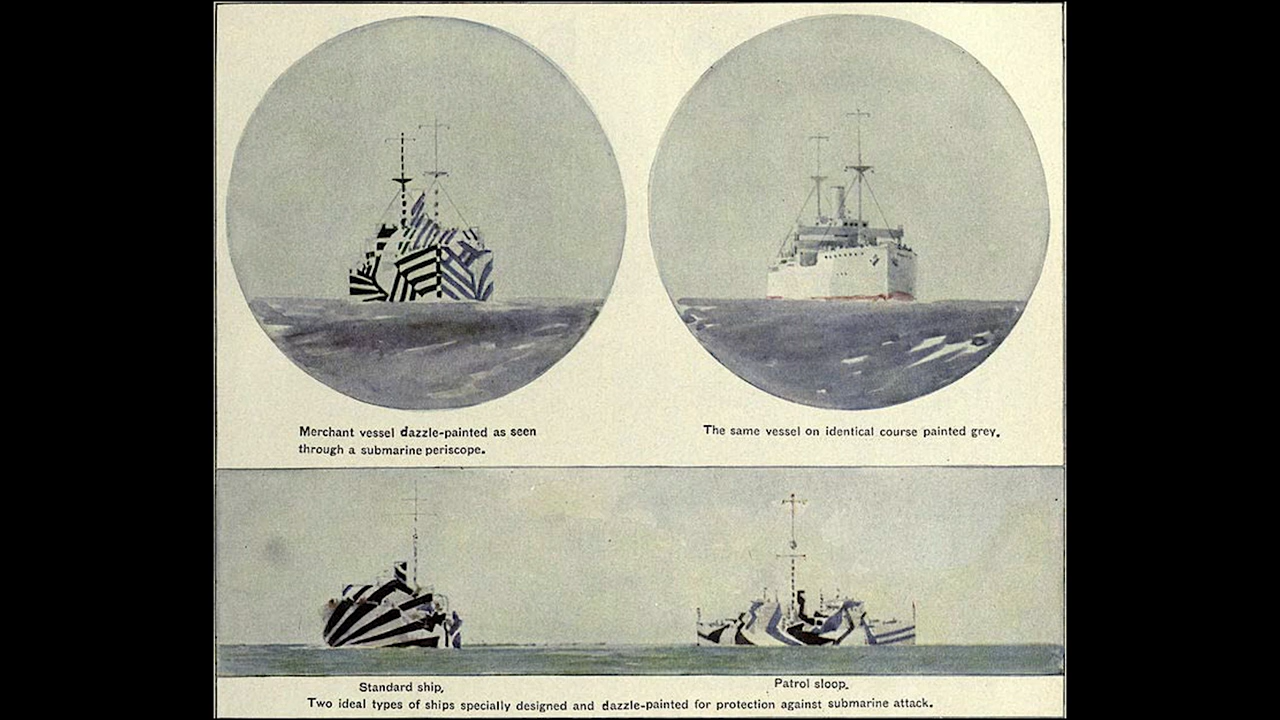 Merchant vessel dazzle-painted as seen
through a submarine periscope.
The same vessel on identical course painted grey.
Standard ship.
Patrol sloop.
Two ideal types of ships specially designed and dazzle-painted for protection against submarine attack.